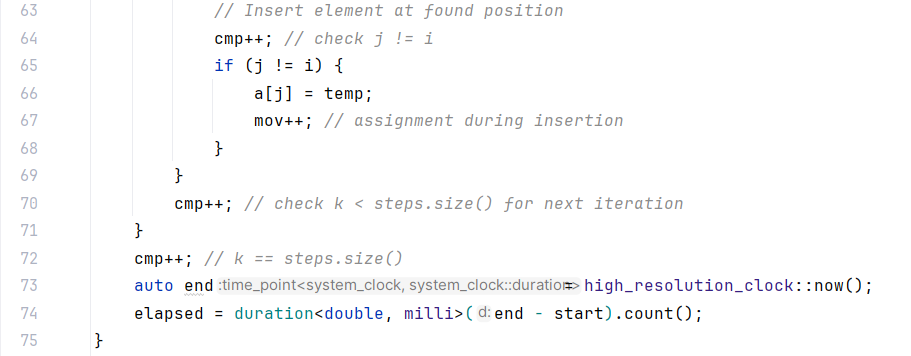 63 // Insert element at found position
64 cmp++; // check j != i
65 if (j != i) {
66 a[j] = temp;
67 mov++; // assignment during insertion
68 }
69 }
70 cmp++; // check k < steps.size() for next iteration
71 }
72 cmp++; // k == steps.size()
73 auto end :time_point<system_clock, system_clock::duration> = high_resolution_clock::now();
74 elapsed = duration<double, milli>( d: end - start).count();
75 }